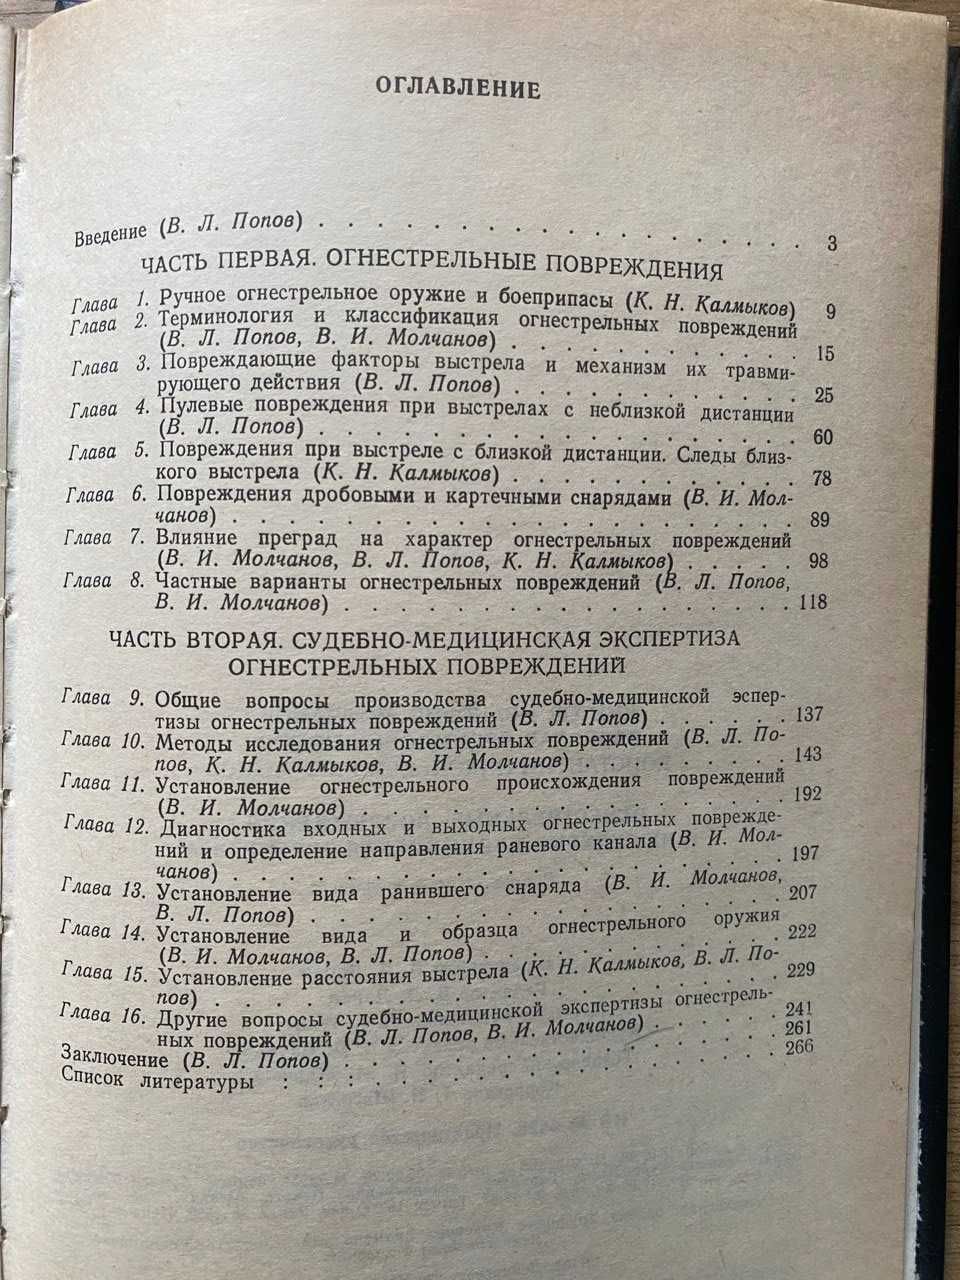 ОГЛАВЛЕНИЕ
Введение (В. Л. Попов) . . . . . . . . . . . . . . . . . . 3
ЧАСТЬ ПЕРВАЯ. ОГНЕСТРЕЛЬНЫЕ ПОВРЕЖДЕНИЯ
Глава 1. Ручное огнестрельное оружие и боеприпасы (К. Н. Калмыков) 9
Глава 2. Терминология и классификация огнестрельных повреждений
(В. Л. Попов, В. И. Молчанов) . . . . . . . . . . . 15
Глава 3. Повреждающие факторы выстрела и механизм их травми-
рующего действия (В. Л. Попов) . . . . . . . . . . . 25
Глава 4. Пулевые повреждения при выстрелах с неблизкой дистанции
(В. Л. Попов) . . . . . . . . . . . . . . . . . . 60
Глава 5. Повреждения при выстреле с близкой дистанции. Следы близ-
кого выстрела (К. Н. Калмыков) . . . . . . . . . . . 78
Глава 6. Повреждения дробовыми и картечными снарядами (В. И. Мол-
чанов) . . . . . . . . . . . . . . . . . . . . . 89
Глава 7. Влияние преград на характер огнестрельных повреждений
(В. И. Молчанов, В. Л. Попов, К. Н. Калмыков) . . . . . 98
Глава 8. Частные варианты огнестрельных повреждений (В. Л. Попов,
В. И. Молчанов) . . . . . . . . . . . . . . . . . 118
ЧАСТЬ ВТОРАЯ. СУДЕБНО-МЕДИЦИНСКАЯ ЭКСПЕРТИЗА
ОГНЕСТРЕЛЬНЫХ ПОВРЕЖДЕНИЙ
Глава 9. Общие вопросы производства судебно-медицинской эспер-
тизы огнестрельных повреждений (В. Л. Попов) . . . . . . 137
Глава 10. Методы исследования огнестрельных повреждений (В. Л. По-
пов, К. Н. Калмыков, В. И. Молчанов) . . . . . . . . . 143
Глава 11. Установление огнестрельного происхождения повреждений
(В. И. Молчанов) . . . . . . . . . . . . . . . . 192
Глава 12. Диагностика входных и выходных огнестрельных поврежде-
ний и определение направления раневого канала (В. И. Мол-
чанов) . . . . . . . . . . . . . . . . . . . . 197
Глава 13. Установление вида ранившего снаряда (В. И. Молчанов,
В. Л. Попов) . . . . . . . . . . . . . . . . . . 207
Глава 14. Установление вида и образца огнестрельного оружия
(В. И. Молчанов, В. Л. Попов) . . . . . . . . . . . 222
Глава 15. Установление расстояния выстрела (К. Н. Калмыков, В. Л. По-
пов) . . . . . . . . . . . . . . . . . . . . . 229
Глава 16. Другие вопросы судебно-медицинской экспертизы огнестрель-
ных повреждений (В. Л. Попов, В. И. Молчанов) . . . . . 241
Заключение (В. Л. Попов) . . . . . . . . . . . . . . . . 261
Список литературы : : : . . . . . . . . . . . . . . . . 266